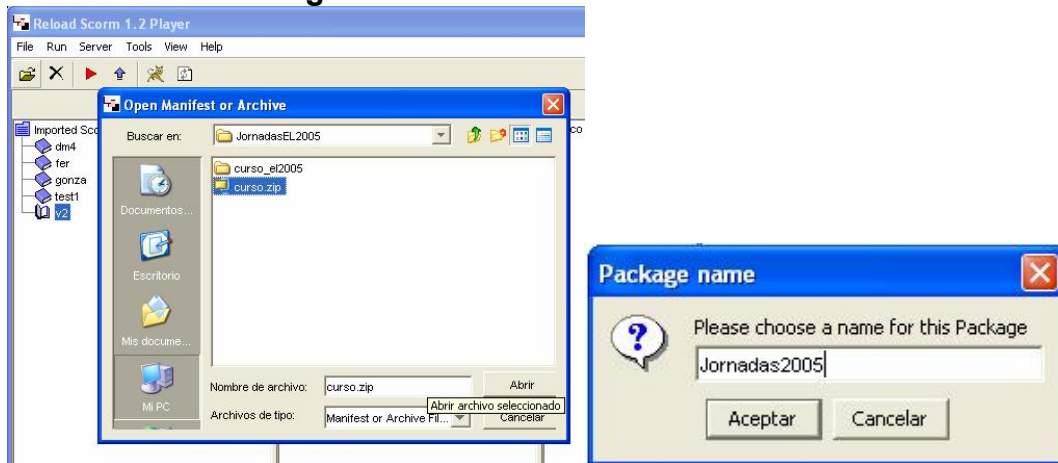 Reload Scorm 1.2 Player
File Run Server Tools View Help
Open Manifest or Archive
Imported Sco
dm4
fer
gonza
test1
v2
Buscar en:
JornadasEL2005
curso_el2005
curso.zip
Documentos...
Escritorio
Mis docume...
Mi PC
Nombre de archivo:
curso.zip
Abrir
Archivos de tipo:
Manifest or Archive Fil...
Abrir archivo seleccionado
Cancelar
co
Package name
Please choose a name for this Package
Jornadas2005
Aceptar Cancelar